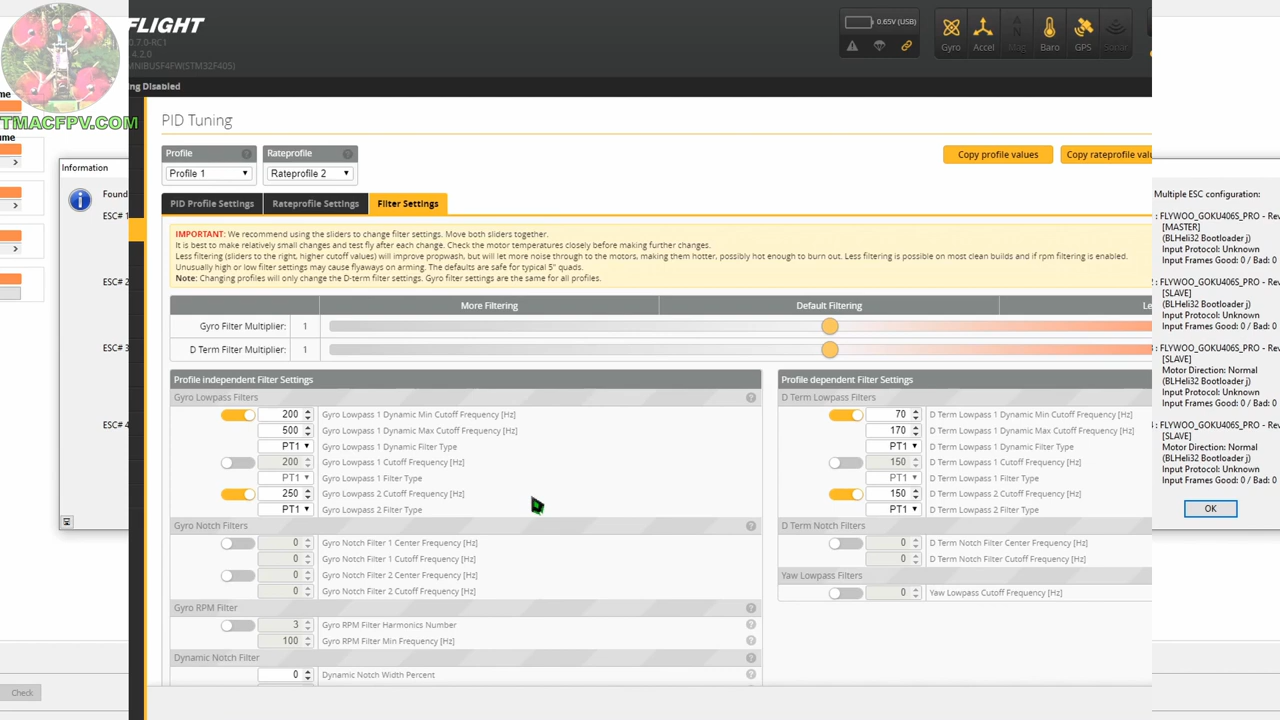 FLIGHT
0.7.0-RC1
4.2.0
MNIBUSF4FW(STM32F405)
0.65V (USB)
Gyro
Accel
Mag
Baro
GPS
Sonar
ng Disabled
TMACFPV.COM
me
me
PID Tuning
Profile
Rateprofile
Profile 1
Rateprofile 2
Copy profile values
Copy rateprofile valu
PID Profile Settings
Rateprofile Settings
Filter Settings
IMPORTANT: We recommend using the sliders to change filter settings. Move both sliders together.
It is best to make relatively small changes and test fly after each change. Check the motor temperatures closely before making further changes.
Less filtering (sliders to the right, higher cutoff values) will improve propwash, but will let more noise through to the motors, making them hotter, possibly hot enough to burn out. Less filtering is possible on most clean builds and if rpm filtering is enabled.
Unusually high or low filter settings may cause flyaways on arming. The defaults are safe for typical 5" quads.
Note: Changing profiles will only change the D-term filter settings. Gyro filter settings are the same for all profiles.
More Filtering
Default Filtering
Le
Gyro Filter Multiplier: 1
D Term Filter Multiplier: 1
Profile independent Filter Settings
Gyro Lowpass Filters
200 Gyro Lowpass 1 Dynamic Min Cutoff Frequency [Hz]
500 Gyro Lowpass 1 Dynamic Max Cutoff Frequency [Hz]
PT1 Gyro Lowpass 1 Dynamic Filter Type
200 Gyro Lowpass 1 Cutoff Frequency [Hz]
PT1 Gyro Lowpass 1 Filter Type
250 Gyro Lowpass 2 Cutoff Frequency [Hz]
PT1 Gyro Lowpass 2 Filter Type
Gyro Notch Filters
0 Gyro Notch Filter 1 Center Frequency [Hz]
0 Gyro Notch Filter 1 Cutoff Frequency [Hz]
0 Gyro Notch Filter 2 Center Frequency [Hz]
0 Gyro Notch Filter 2 Cutoff Frequency [Hz]
Gyro RPM Filter
3 Gyro RPM Filter Harmonics Number
100 Gyro RPM Filter Min Frequency [Hz]
Dynamic Notch Filter
0 Dynamic Notch Width Percent
Profile dependent Filter Settings
D Term Lowpass Filters
70 D Term Lowpass 1 Dynamic Min Cutoff Frequency [Hz]
170 D Term Lowpass 1 Dynamic Max Cutoff Frequency [Hz]
PT1 D Term Lowpass 1 Dynamic Filter Type
150 D Term Lowpass 1 Cutoff Frequency [Hz]
PT1 D Term Lowpass 1 Filter Type
150 D Term Lowpass 2 Cutoff Frequency [Hz]
PT1 D Term Lowpass 2 Filter Type
D Term Notch Filters
0 D Term Notch Filter Center Frequency [Hz]
0 D Term Notch Filter Cutoff Frequency [Hz]
Yaw Lowpass Filters
0 Yaw Lowpass Cutoff Frequency [Hz]
Information
Found
ESC# 1
ESC# 2
ESC# 3
ESC# 4
Check
Multiple ESC configuration:
: FLYWOO_GOKU406S_PRO - Rev
[MASTER]
(BLHeli32 Bootloader j)
Input Protocol: Unknown
Input Frames Good: 0 / Bad: 0
: FLYWOO_GOKU406S_PRO - Rev
[SLAVE]
(BLHeli32 Bootloader j)
Input Protocol: Unknown
Input Frames Good: 0 / Bad: 0
: FLYWOO_GOKU406S_PRO - Rev
[SLAVE]
Motor Direction: Normal
(BLHeli32 Bootloader j)
Input Protocol: Unknown
Input Frames Good: 0 / Bad: 0
: FLYWOO_GOKU406S_PRO - Rev
[SLAVE]
Motor Direction: Normal
(BLHeli32 Bootloader j)
Input Protocol: Unknown
Input Frames Good: 0 / Bad: 0
OK